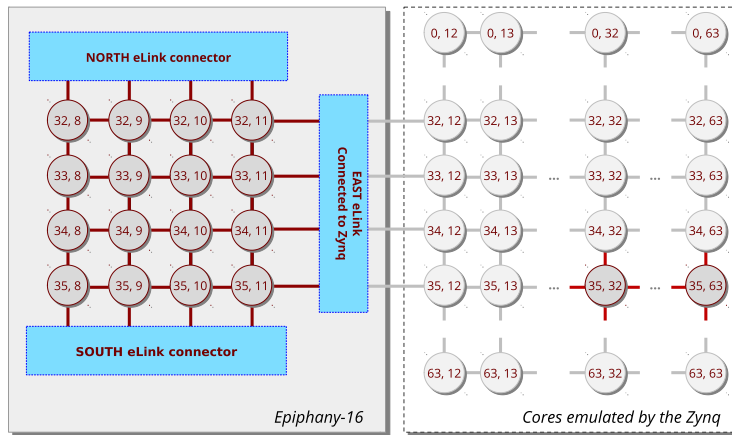 0, 12 0, 13 0, 32 0, 63
NORTH eLink connector
32, 8 32, 9 32, 10 32, 11 32, 12 32, 13 32, 32 32, 63
33, 8 33, 9 33, 10 33, 11 33, 12 33, 13 ... 33, 32 ... 33, 63
EAST eLink
Connected to Zynq
34, 8 34, 9 34, 10 34, 11 34, 12 34, 13 34, 32 34, 63
35, 8 35, 9 35, 10 35, 11 35, 12 35, 13 ... 35, 32 ... 35, 63
SOUTH eLink connector
63, 12 63, 13 63, 32 63, 63
Epiphany-16
Cores emulated by the Zynq